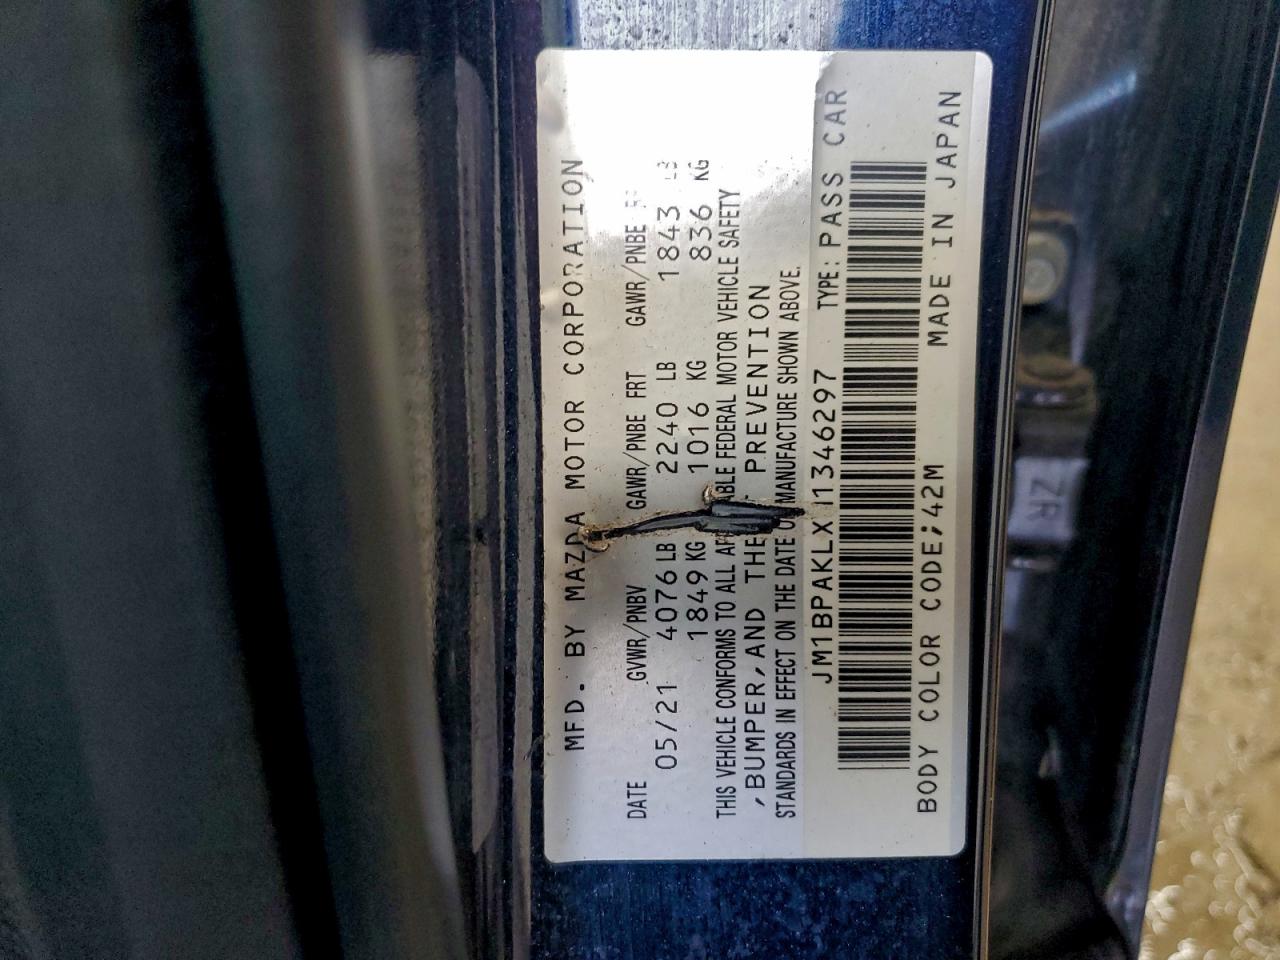 MFD. BY MAZDA MOTOR CORPORATION
DATE GVWR/PNBV GAWR/PNBE FRT GAWR/PNBE
05/21 4076 LB 2240 LB 1843 LB
1849 KG 1016 KG 836 KG
THIS VEHICLE CONFORMS TO ALL FEDERAL MOTOR VEHICLE SAFETY
, BUMPER, AND THE PREVENTION
STANDARDS IN EFFECT ON THE DATE MANUFACTURE SHOWN ABOVE.
JM1BPAKLX 1346297 TYPE: PASS CAR
BODY COLOR CODE; 42M MADE IN JAPAN
ZR